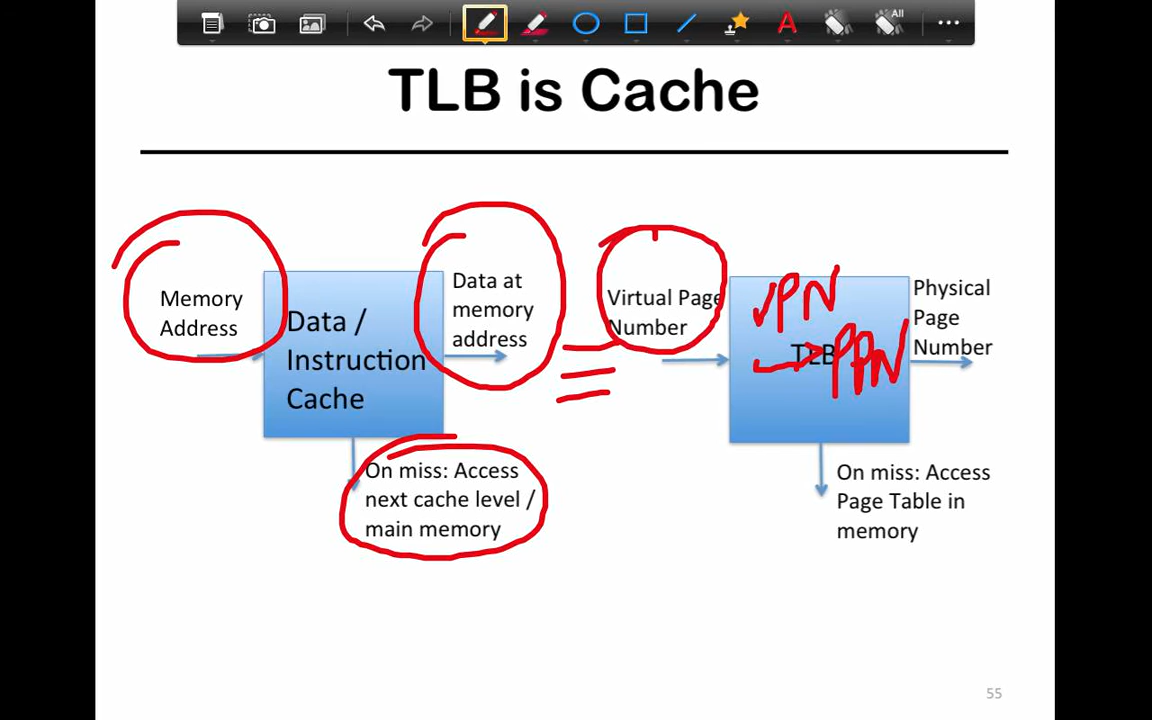 All
A
TLB is Cache
Memory
Address
Data /
Instruction
Cache
Data at
memory
address
On miss: Access
next cache level /
main memory
Virtual Page
Number
VPN
TLB
PPN
Physical
Page
Number
On miss: Access
Page Table in
memory
55